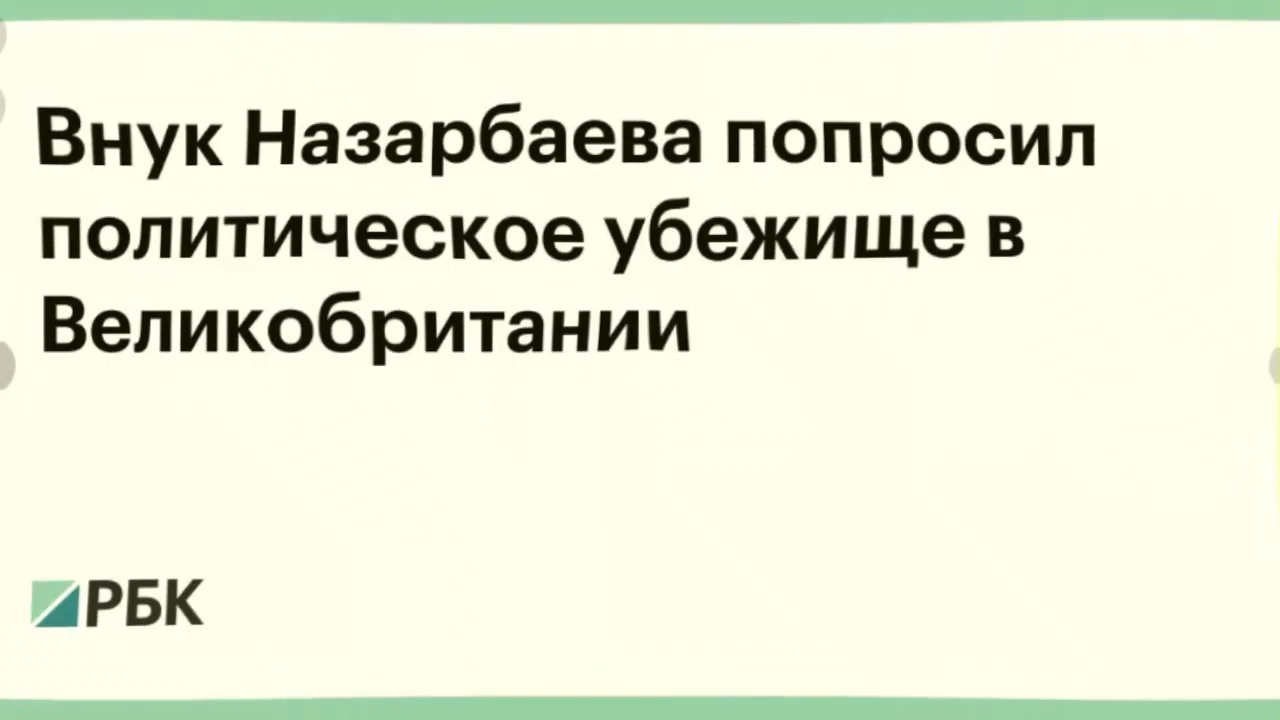 Внук Назарбаева попросил
политическое убежище в
Великобритании
РБК